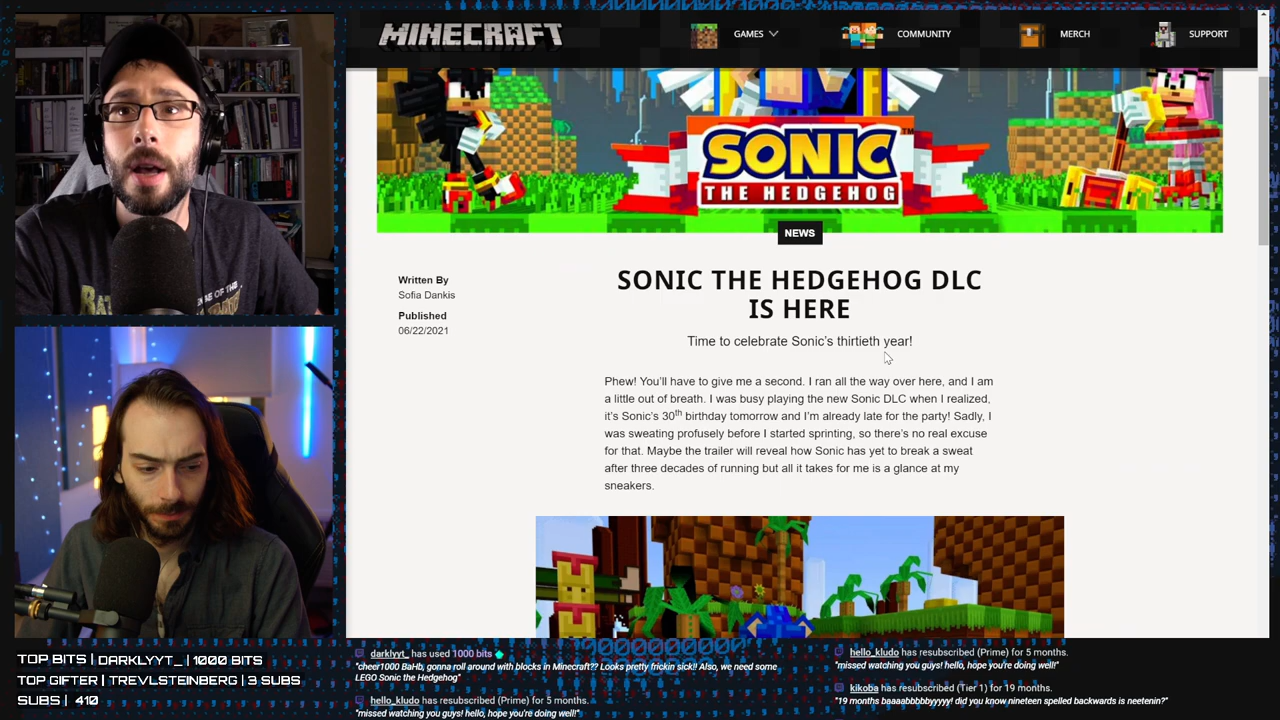 MINECRAFT
GAMES
COMMUNITY
MERCH
SUPPORT
SONIC™
THE HEDGEHOG
NEWS
Written By
Sofia Dankis
Published
06/22/2021
SONIC THE HEDGEHOG DLC
IS HERE
Time to celebrate Sonic's thirtieth year!
Phew! You'll have to give me a second. I ran all the way over here, and I am
a little out of breath. I was busy playing the new Sonic DLC when I realized,
it's Sonic's 30th birthday tomorrow and I'm already late for the party! Sadly, I
was sweating profusely before I started sprinting, so there's no real excuse
for that. Maybe the trailer will reveal how Sonic has yet to break a sweat
after three decades of running but all it takes for me is a glance at my
sneakers.
TOP BITS | DARKLYYT_ | 1000 BITS
TOP GIFTER | TREVLSTEINBERG | 3 SUBS
SUBS | 410
darklyyt_ has used 1000 bits
"cheer1000 BaHb, gonna roll around with blocks in Minecraft?? Looks pretty frickin sick!! Also, we need some
LEGO Sonic the Hedgehog"
hello_kludo has resubscribed (Prime) for 5 months.
"missed watching you guys! hello, hope you're doing well!"
hello_kludo has resubscribed (Prime) for 5 months.
"missed watching you guys! hello, hope you're doing well!"
kikoba has resubscribed (Tier 1) for 19 months.
"19 months baaaabbbbbyyyyy! did you know nineteen spelled backwards is neetenin?"